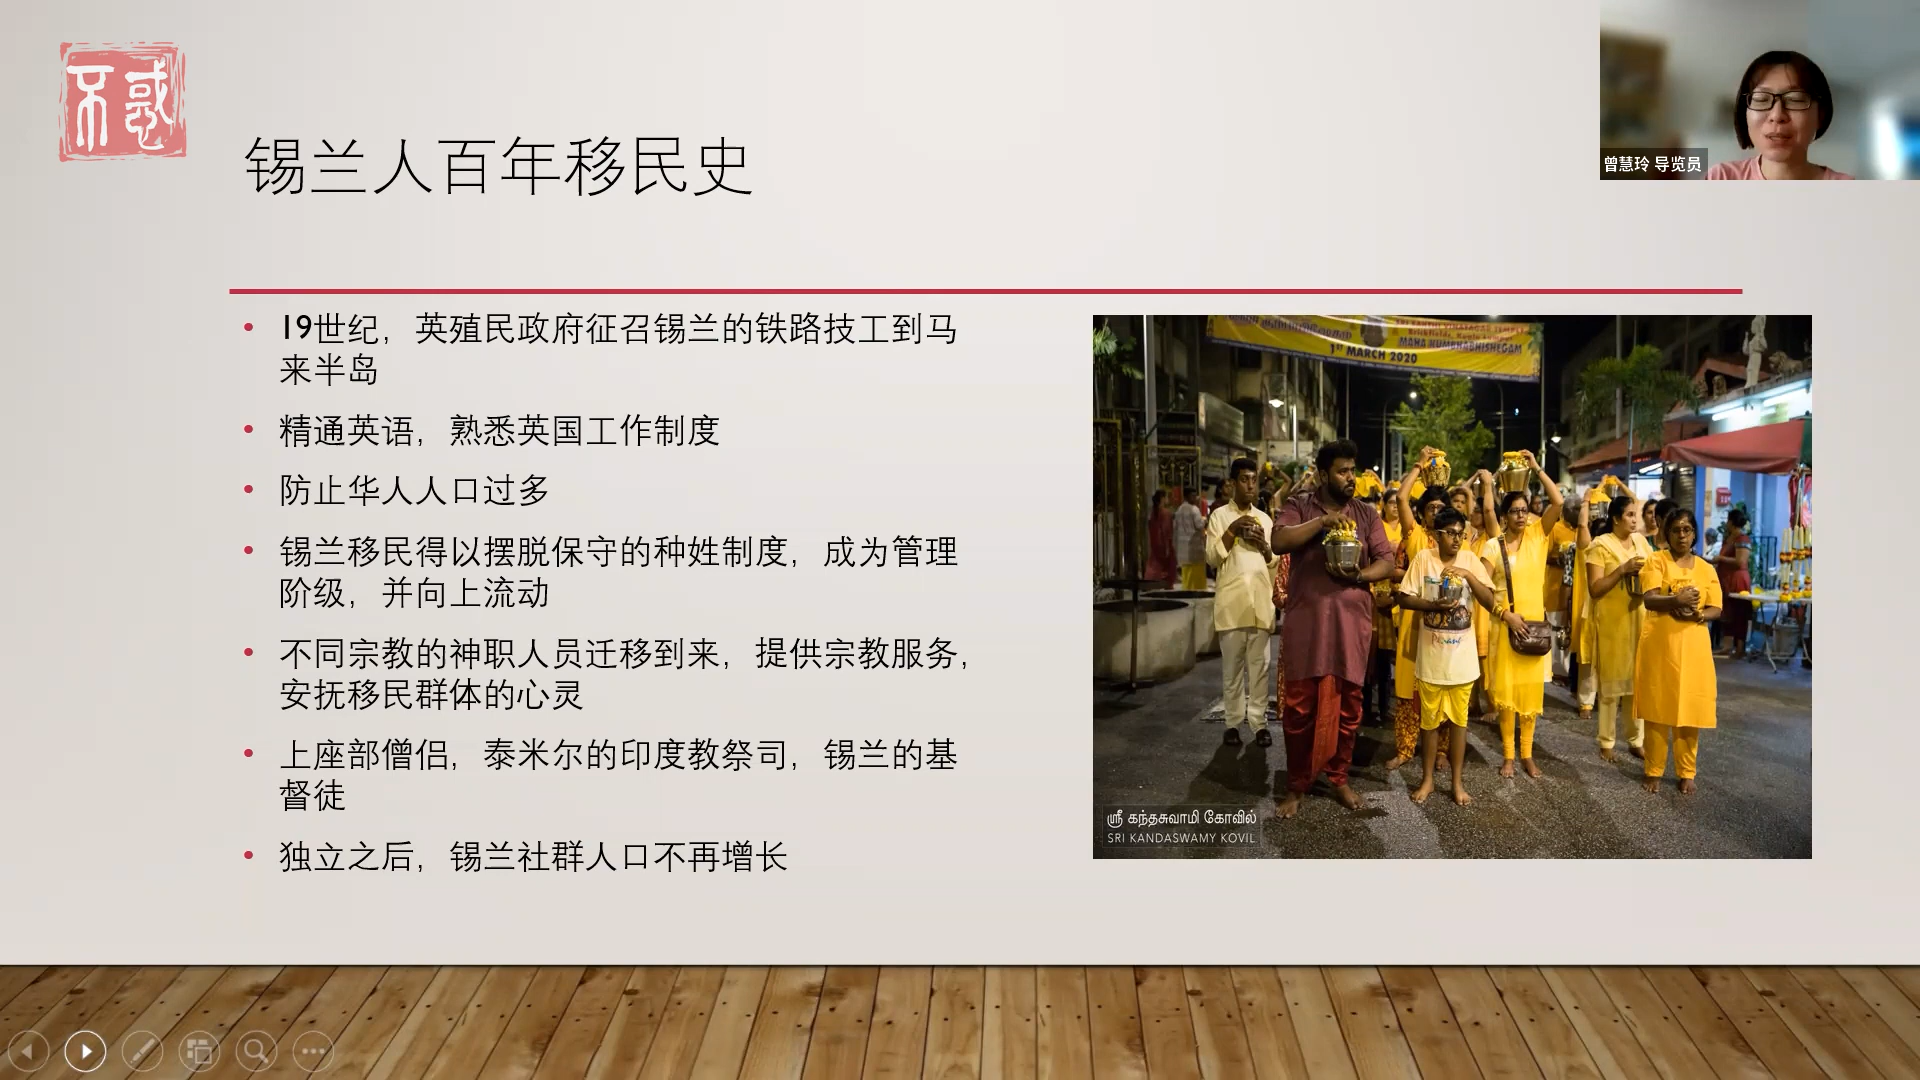 不惑
锡兰人百年移民史
曾慧玲 导览员
• 19世纪，英殖民政府征召锡兰的铁路技工到马
来半岛
• 精通英语，熟悉英国工作制度
• 防止华人人口过多
• 锡兰移民得以摆脱保守的种姓制度，成为管理
阶级，并向上流动
• 不同宗教的神职人员迁移到来，提供宗教服务，
安抚移民群体的心灵
• 上座部僧侣，泰米尔的印度教祭司，锡兰的基
督徒
• 独立之后，锡兰社群人口不再增长
MAHA KUMBHABHISHEGAM
1ST MARCH 2020
Penang
ஸ்ரீ கந்தசுவாமி கோவில்
SRI KANDASWAMY KOVIL